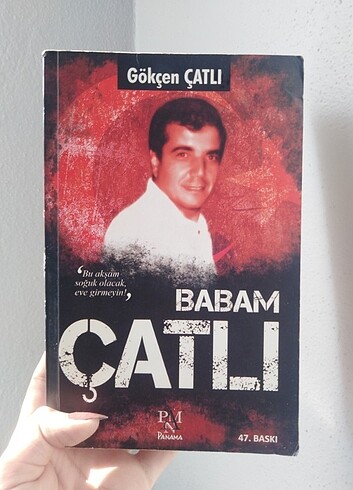 Gökçen ÇATLI
‘Bu akşam
soğuk olacak,
eve girmeyin!’
BABAM
ÇATLI
P M
N
PANAMA
47. BASKI